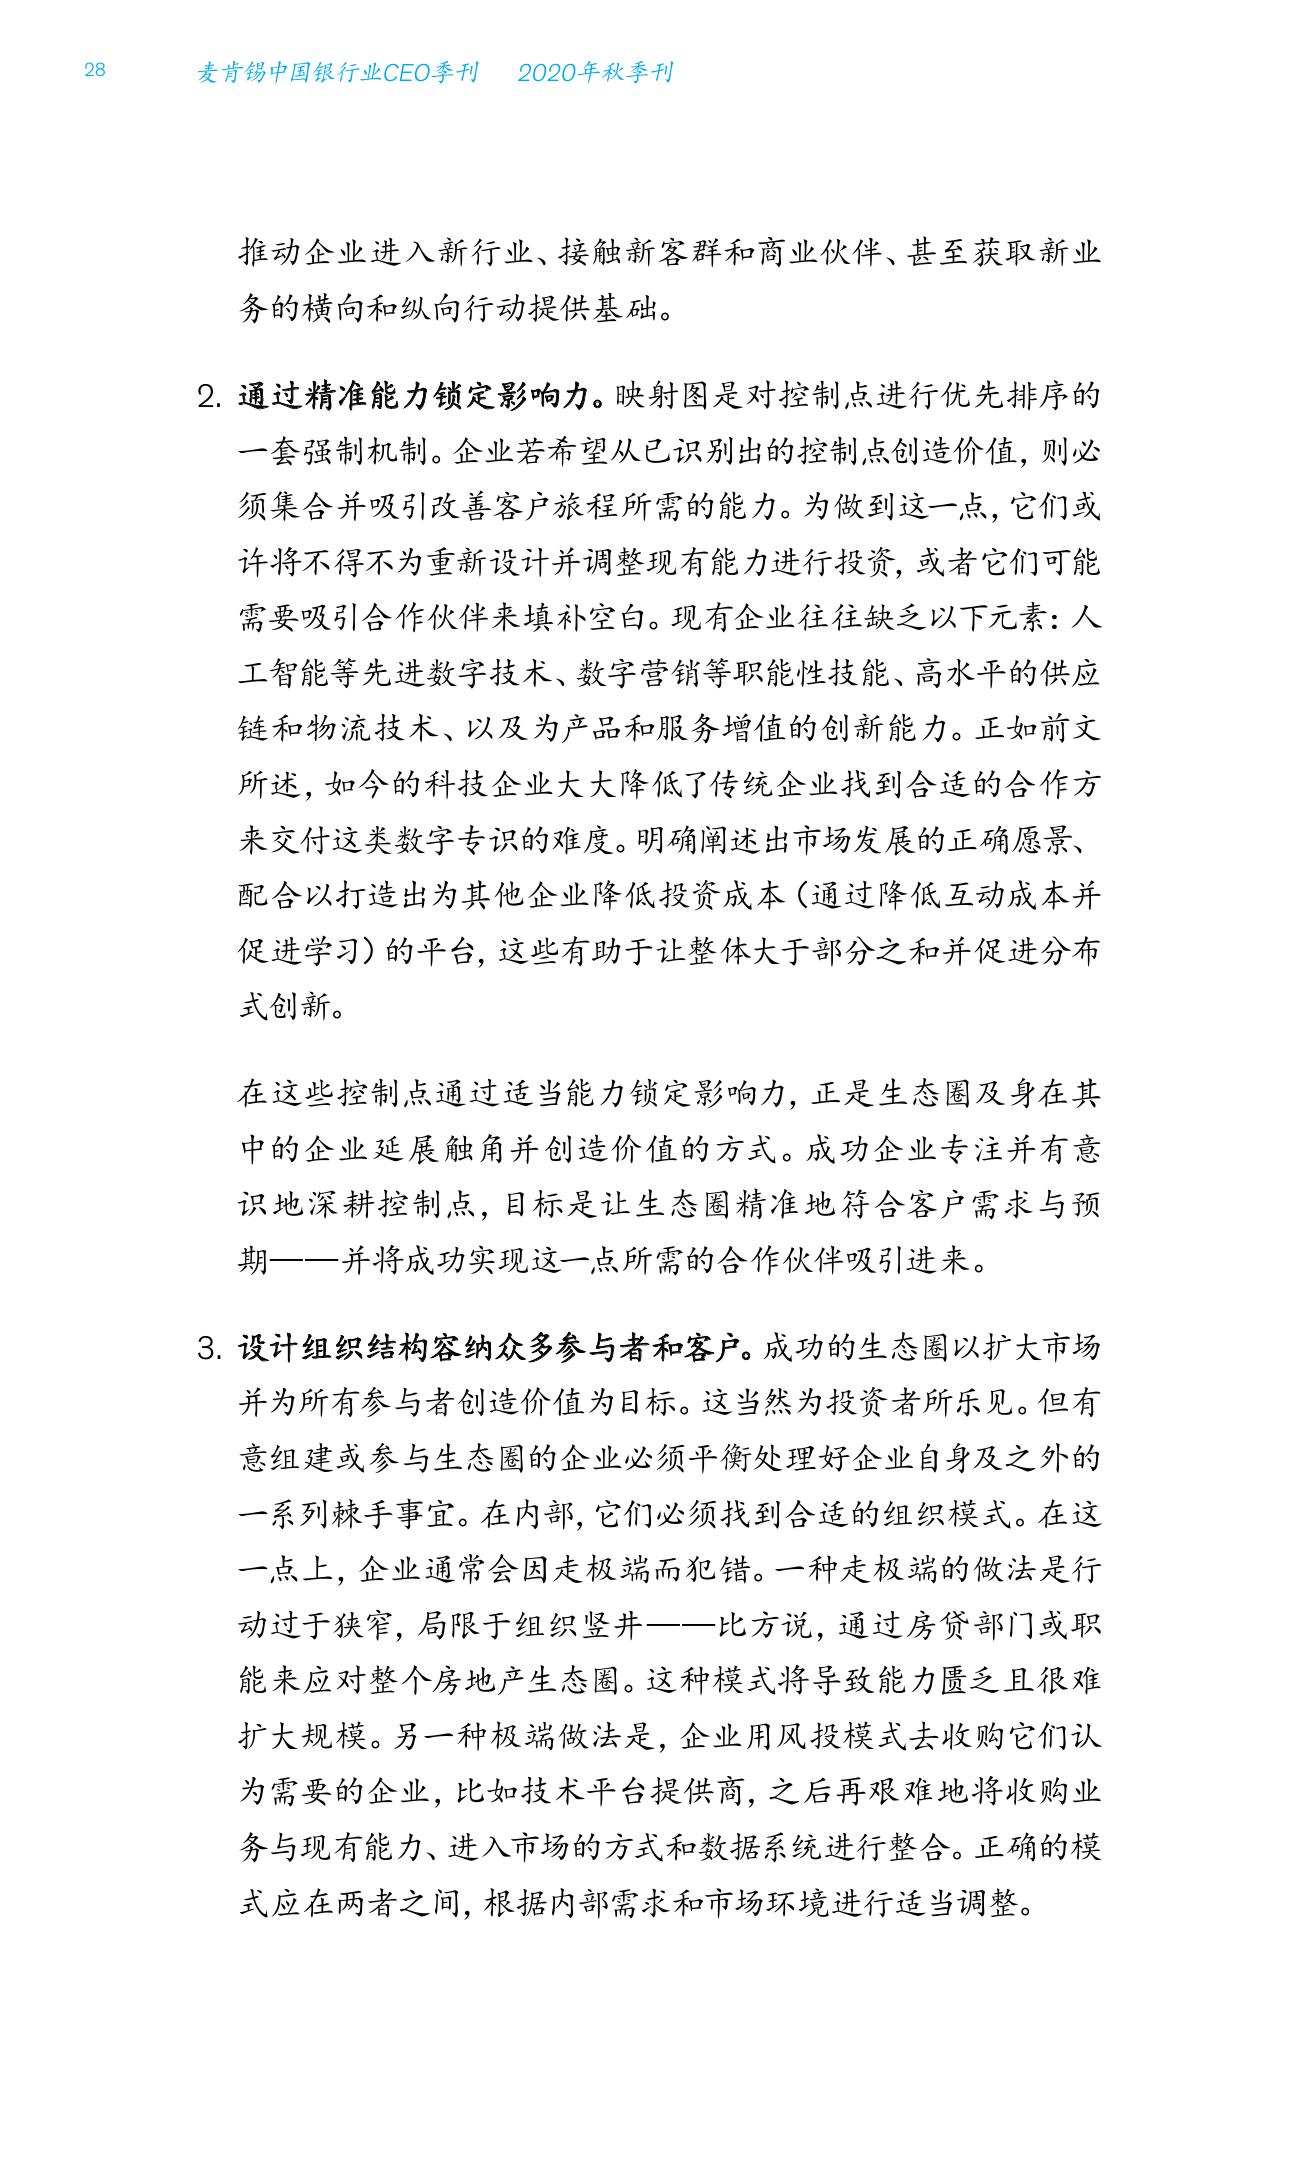 28
麦肯锡中国银行业CEO季刊 2020年秋季刊
推动企业进入新行业、接触新客群和商业伙伴、甚至获取新业
务的横向和纵向行动提供基础。
2. 通过精准能力锁定影响力。映射图是对控制点进行优先排序的
一套强制机制。企业若希望从已识别出的控制点创造价值，则必
须集合并吸引改善客户旅程所需的能力。为做到这一点，它们或
许将不得不为重新设计并调整现有能力进行投资，或者它们可能
需要吸引合作伙伴来填补空白。现有企业往往缺乏以下元素：人
工智能等先进数字技术、数字营销等职能性技能、高水平的供应
链和物流技术、以及为产品和服务增值的创新能力。正如前文
所述，如今的科技企业大大降低了传统企业找到合适的合作方
来交付这类数字专识的难度。明确阐述出市场发展的正确愿景、
配合以打造出为其他企业降低投资成本（通过降低互动成本并
促进学习）的平台，这些有助于让整体大于部分之和并促进分布
式创新。
在这些控制点通过适当能力锁定影响力，正是生态圈及身在其
中的企业延展触角并创造价值的方式。成功企业专注并有意
识地深耕控制点，目标是让生态圈精准地符合客户需求与预
期——并将成功实现这一点所需的合作伙伴吸引进来。
3. 设计组织结构容纳众多参与者和客户。成功的生态圈以扩大市场
并为所有参与者创造价值为目标。这当然为投资者所乐见。但有
意组建或参与生态圈的企业必须平衡处理好企业自身及之外的
一系列棘手事宜。在内部，它们必须找到合适的组织模式。在这
一点上，企业通常会因走极端而犯错。一种走极端的做法是行
动过于狭窄，局限于组织竖井——比方说，通过房贷部门或职
能来应对整个房地产生态圈。这种模式将导致能力匮乏且很难
扩大规模。另一种极端做法是，企业用风投模式去收购它们认
为需要的企业，比如技术平台提供商，之后再艰难地将收购业
务与现有能力、进入市场的方式和数据系统进行整合。正确的模
式应在两者之间，根据内部需求和市场环境进行适当调整。